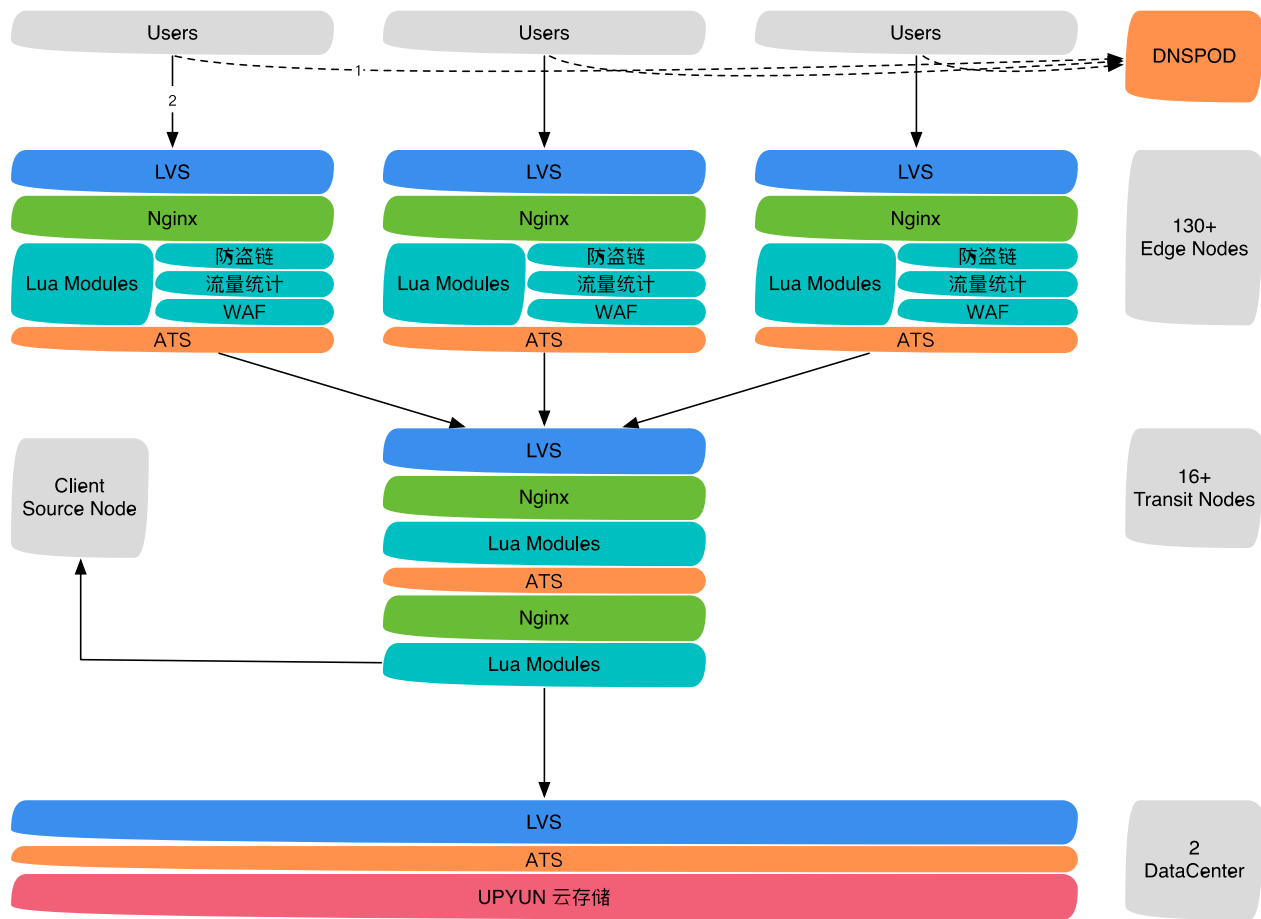 Users
Users
Users
DNSPOD
1
2
LVS
LVS
LVS
Nginx
Nginx
Nginx
130+
Edge Nodes
Lua Modules
防盗链
流量统计
WAF
Lua Modules
防盗链
流量统计
WAF
Lua Modules
防盗链
流量统计
WAF
ATS
ATS
ATS
Client
Source Node
LVS
Nginx
Lua Modules
ATS
Nginx
Lua Modules
16+
Transit Nodes
LVS
ATS
UPYUN 云存储
2
DataCenter